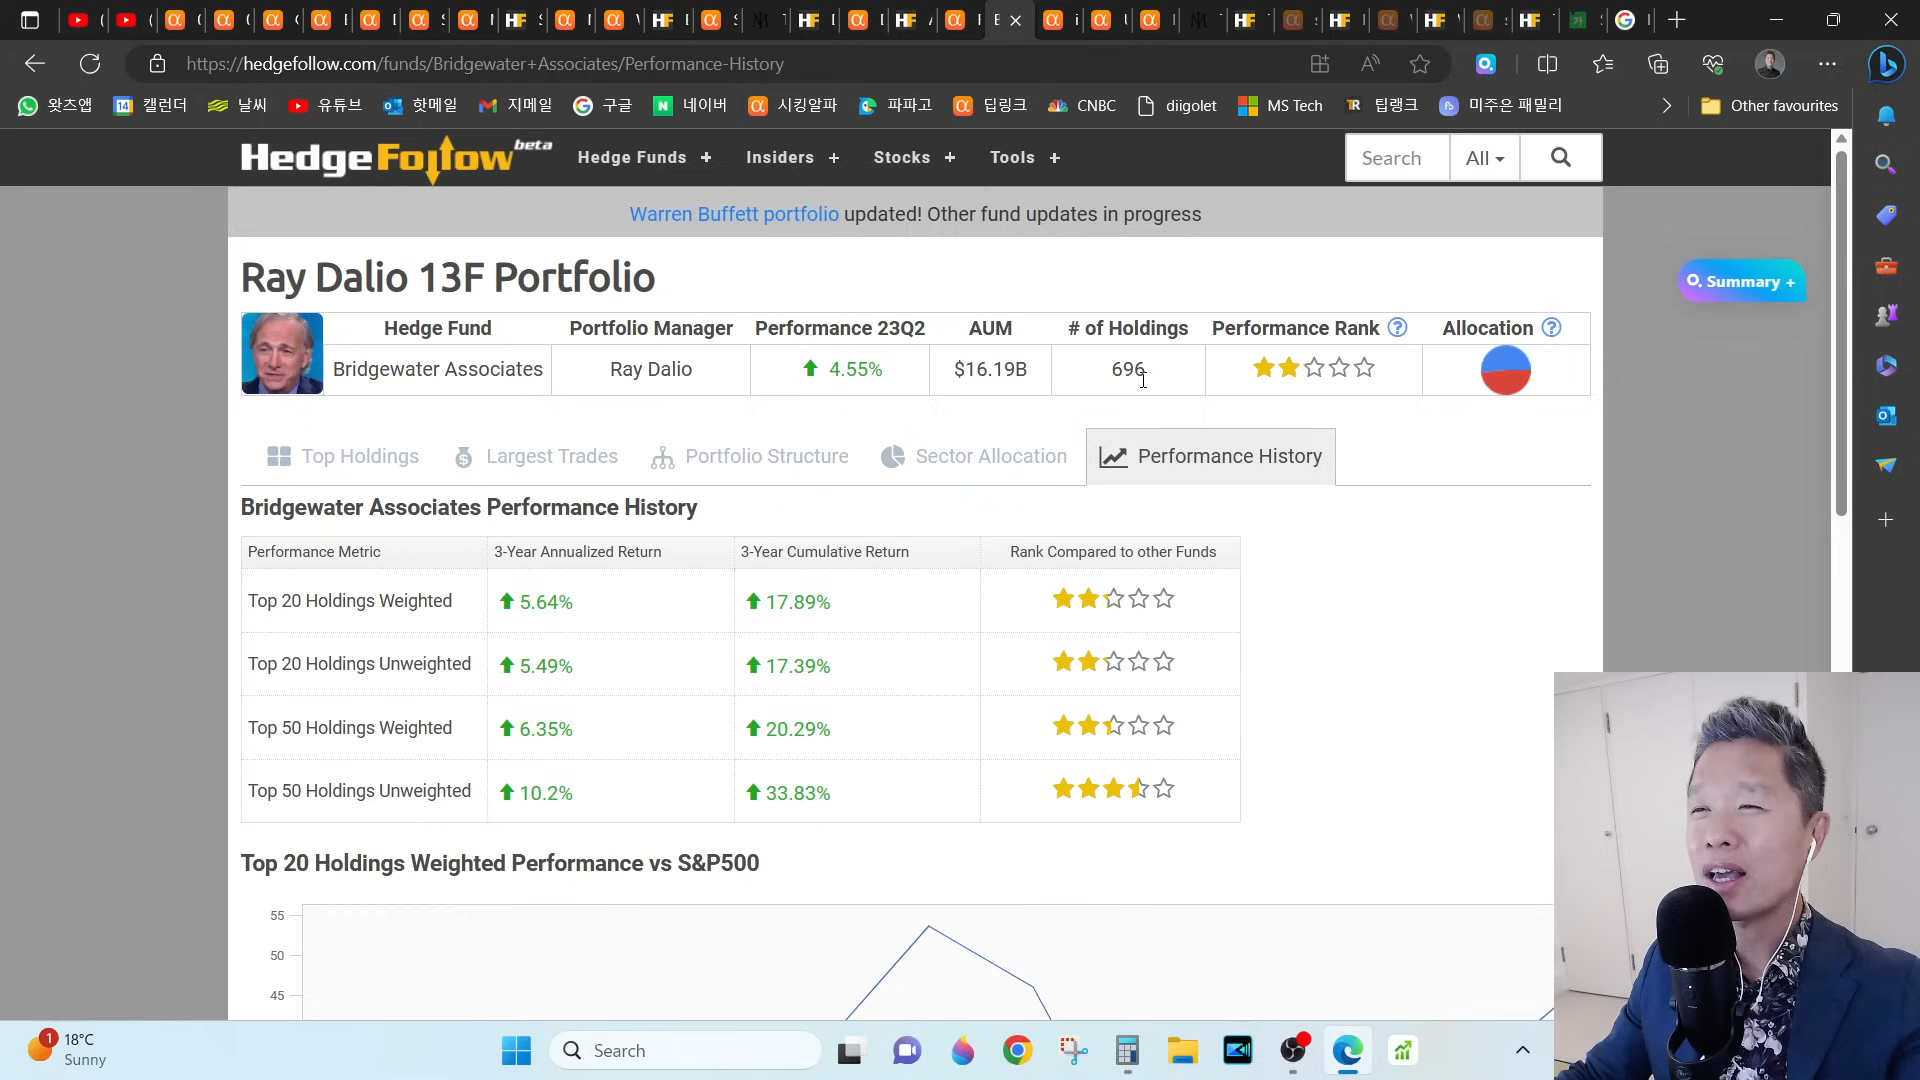 https://hedgefollow.com/funds/Bridgewater+Associates/Performance-History
왓츠앱 14 캘린더 날씨 유튜브 핫메일 지메일 구글 N 네이버 시킹알파 파파고 딥링크 CNBC diigolet MS Tech TR 팁랭크 미주은 패밀리 Other favourites
HedgeFollow beta Hedge Funds + Insiders + Stocks + Tools + Search All
Warren Buffett portfolio updated! Other fund updates in progress
Ray Dalio 13F Portfolio
Summary +
Hedge Fund Portfolio Manager Performance 23Q2 AUM # of Holdings Performance Rank ? Allocation ?
Bridgewater Associates Ray Dalio 4.55% $16.19B 696
Top Holdings Largest Trades Portfolio Structure Sector Allocation Performance History
Bridgewater Associates Performance History
Performance Metric 3-Year Annualized Return 3-Year Cumulative Return Rank Compared to other Funds
Top 20 Holdings Weighted 5.64% 17.89%
Top 20 Holdings Unweighted 5.49% 17.39%
Top 50 Holdings Weighted 6.35% 20.29%
Top 50 Holdings Unweighted 10.2% 33.83%
Top 20 Holdings Weighted Performance vs S&P500
55
50
45
1 18°C
Sunny
Search